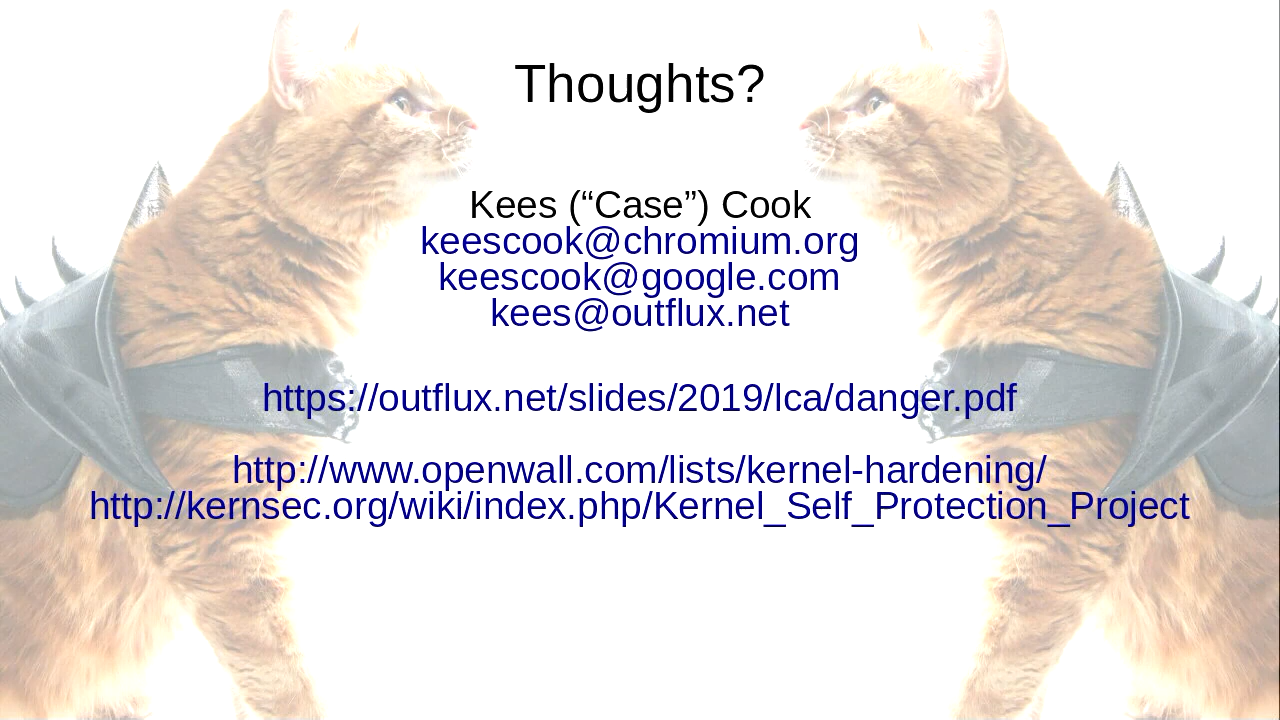 Thoughts?
Kees (“Case”) Cook
keescook@chromium.org
keescook@google.com
kees@outflux.net
https://outflux.net/slides/2019/lca/danger.pdf
http://www.openwall.com/lists/kernel-hardening/
http://kernsec.org/wiki/index.php/Kernel_Self_Protection_Project